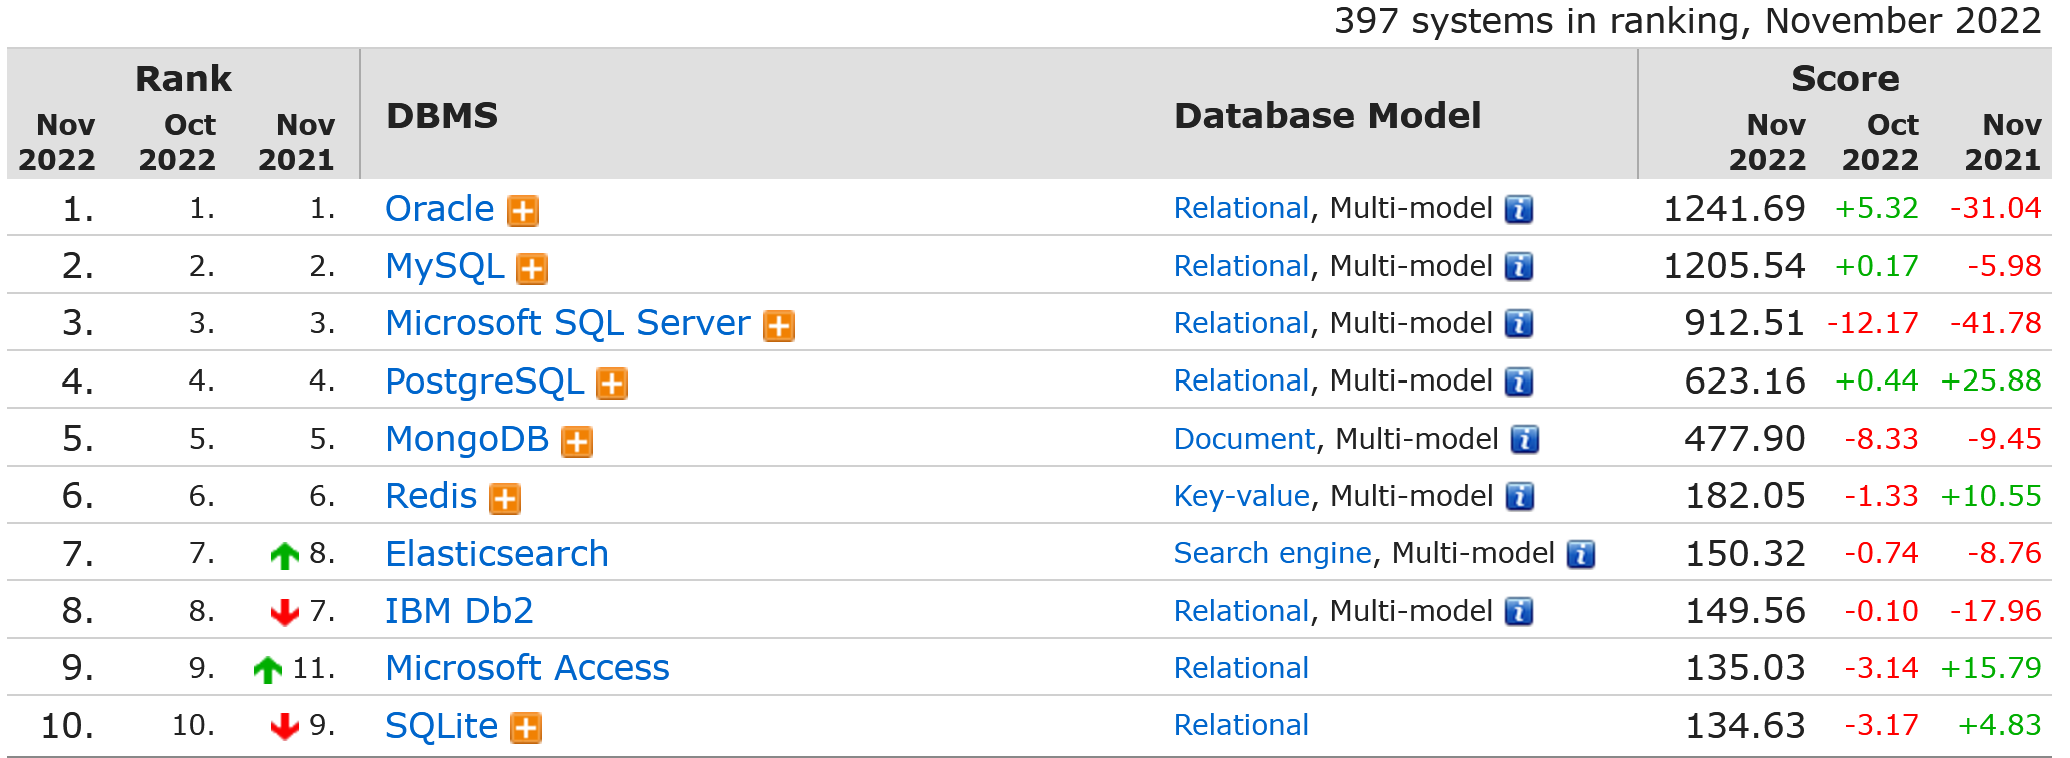 397 systems in ranking, November 2022
Rank DBMS Database Model Score
Nov 2022 Oct 2022 Nov 2021 Nov 2022 Oct 2022 Nov 2021
1. 1. 1. Oracle Relational, Multi-model i 1241.69 +5.32 -31.04
2. 2. 2. MySQL Relational, Multi-model i 1205.54 +0.17 -5.98
3. 3. 3. Microsoft SQL Server Relational, Multi-model i 912.51 -12.17 -41.78
4. 4. 4. PostgreSQL Relational, Multi-model i 623.16 +0.44 +25.88
5. 5. 5. MongoDB Document, Multi-model i 477.90 -8.33 -9.45
6. 6. 6. Redis Key-value, Multi-model i 182.05 -1.33 +10.55
7. 7. 8. Elasticsearch Search engine, Multi-model i 150.32 -0.74 -8.76
8. 8. 7. IBM Db2 Relational, Multi-model i 149.56 -0.10 -17.96
9. 9. 11. Microsoft Access Relational 135.03 -3.14 +15.79
10. 10. 9. SQLite Relational 134.63 -3.17 +4.83